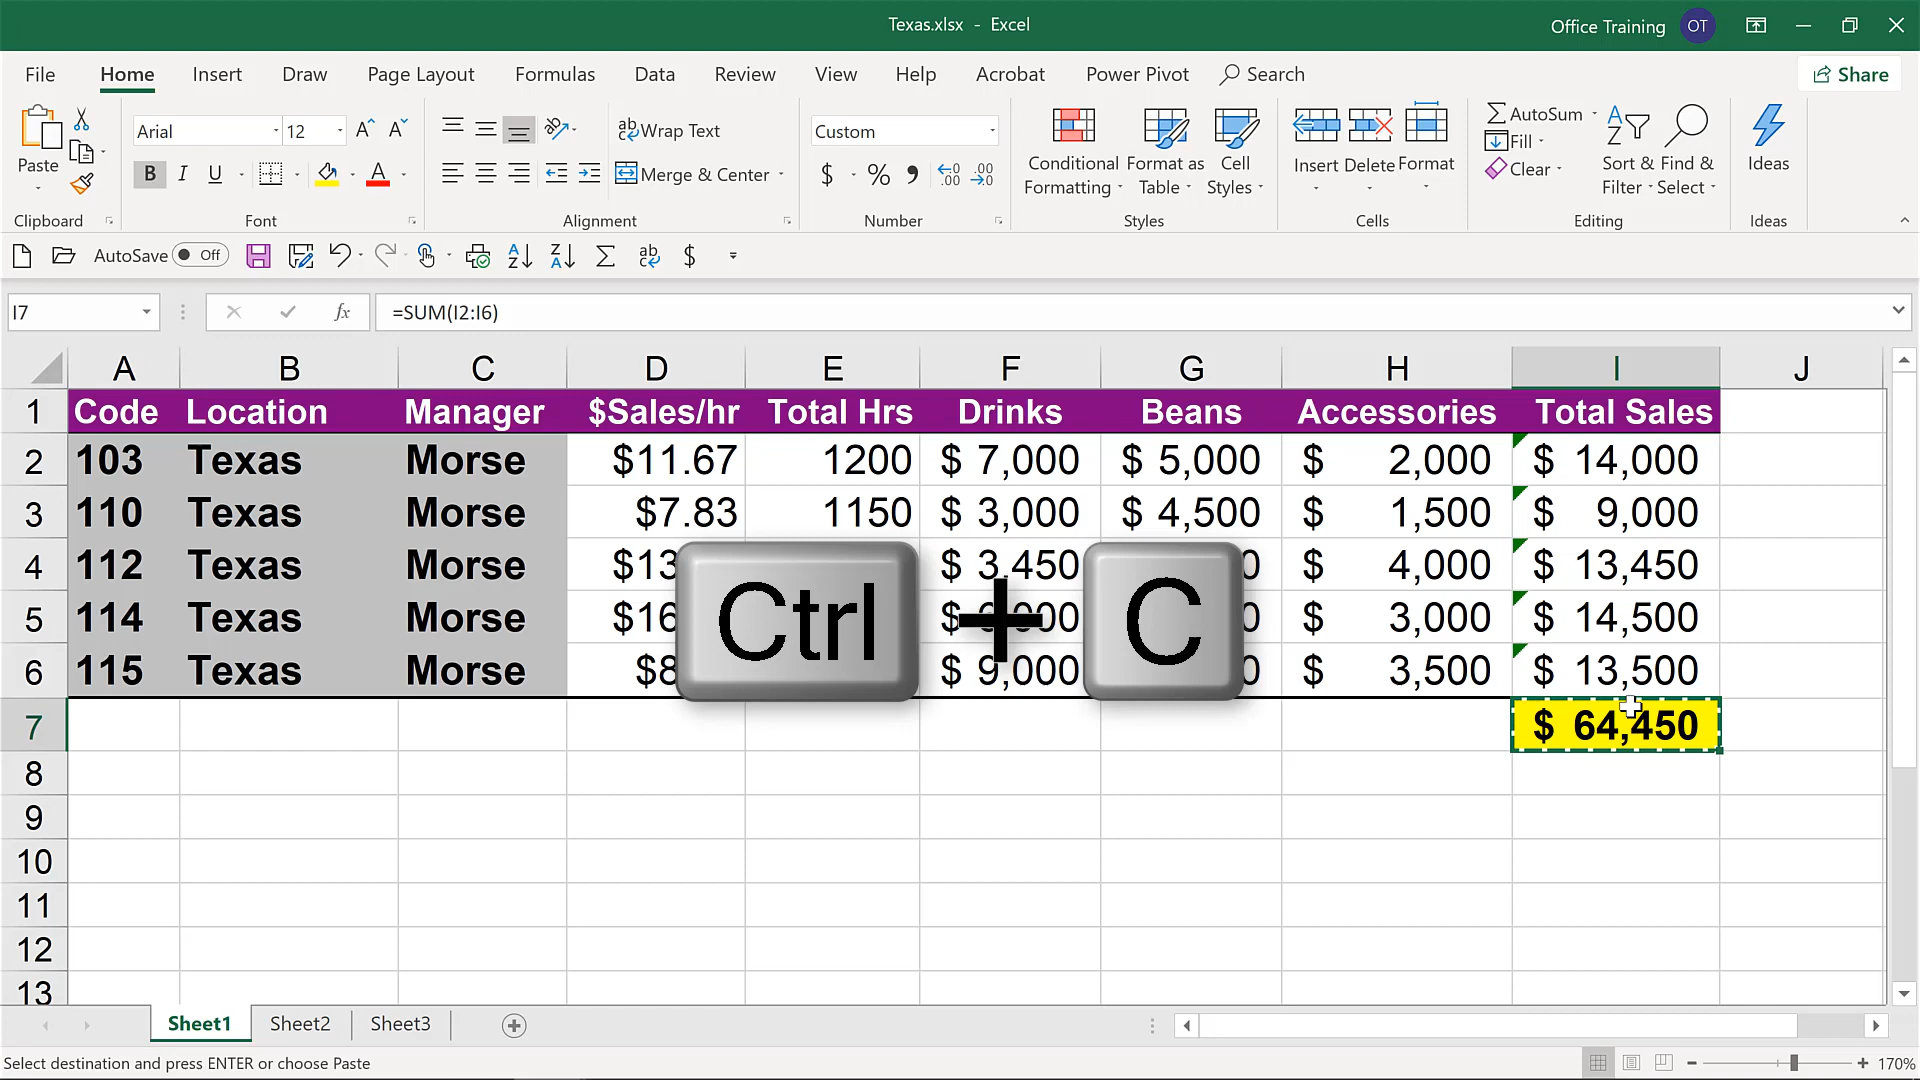 Texas.xlsx - Excel
Office Training OT
File Home Insert Draw Page Layout Formulas Data Review View Help Acrobat Power Pivot Search Share
Paste
Clipboard
Arial 12
B I U A
Font
ab Wrap Text
Merge & Center
Alignment
Custom
$ % , .00
Number
Conditional Formatting
Format as Table
Cell Styles
Styles
Insert Delete Format
Cells
AutoSum
Fill
Clear
Sort & Filter
Find & Select
Editing
Ideas
Ideas
AutoSave Off
I7 fx =SUM(I2:I6)
A B C D E F G H I J
1 Code Location Manager $Sales/hr Total Hrs Drinks Beans Accessories Total Sales
2 103 Texas Morse $11.67 1200 $ 7,000 $ 5,000 $ 2,000 $ 14,000
3 110 Texas Morse $7.83 1150 $ 3,000 $ 4,500 $ 1,500 $ 9,000
4 112 Texas Morse $13 $ 3,450 0 $ 4,000 $ 13,450
5 114 Texas Morse $16 $ 0 $ 3,000 $ 14,500
6 115 Texas Morse $8 $ 9,000 0 $ 3,500 $ 13,500
Ctrl + C
7 $ 64,450
8
9
10
11
12
13
Sheet1 Sheet2 Sheet3
Select destination and press ENTER or choose Paste
170%